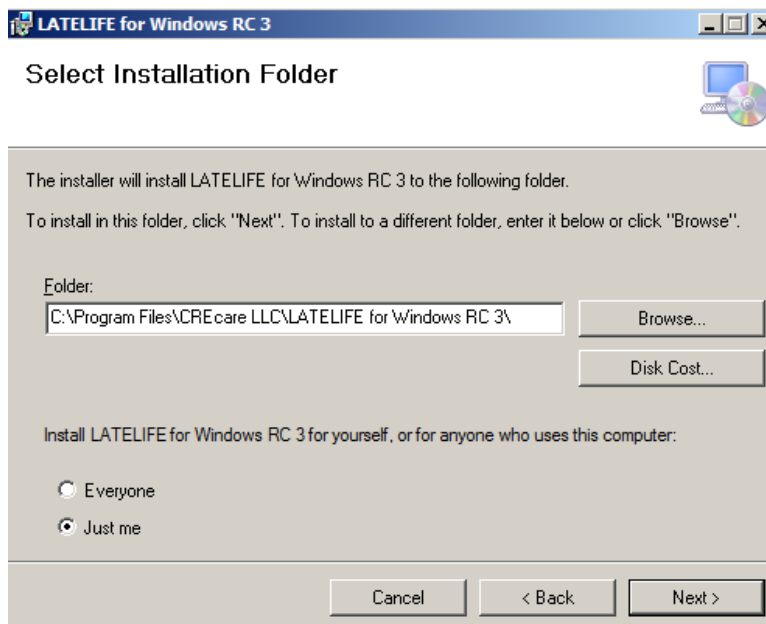 LATELIFE for Windows RC 3
Select Installation Folder
The installer will install LATELIFE for Windows RC 3 to the following folder.
To install in this folder, click "Next". To install to a different folder, enter it below or click "Browse".
Folder:
C:\Program Files\CREcare LLC\LATELIFE for Windows RC 3\
Browse...
Disk Cost...
Install LATELIFE for Windows RC 3 for yourself, or for anyone who uses this computer:
Everyone
Just me
Cancel
< Back
Next >